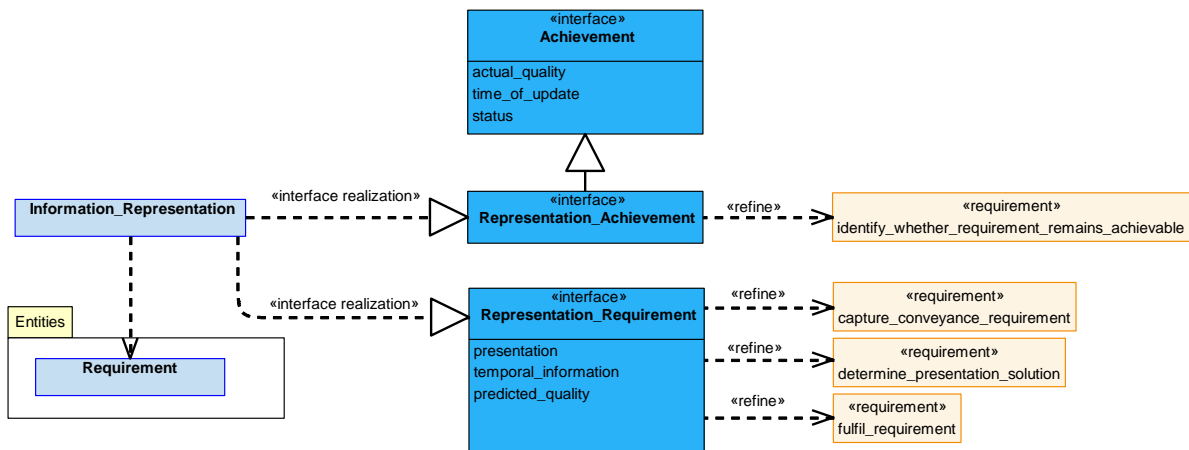 «interface»
Achievement
actual_quality
time_of_update
status
Information_Representation
«interface realization»
«interface»
Representation_Achievement
«refine»
«requirement»
identify_whether_requirement_remains_achievable
«interface realization»
«interface»
Representation_Requirement
presentation
temporal_information
predicted_quality
«refine»
«requirement»
capture_conveyance_requirement
«refine»
«requirement»
determine_presentation_solution
«refine»
«requirement»
fulfil_requirement
Entities
Requirement